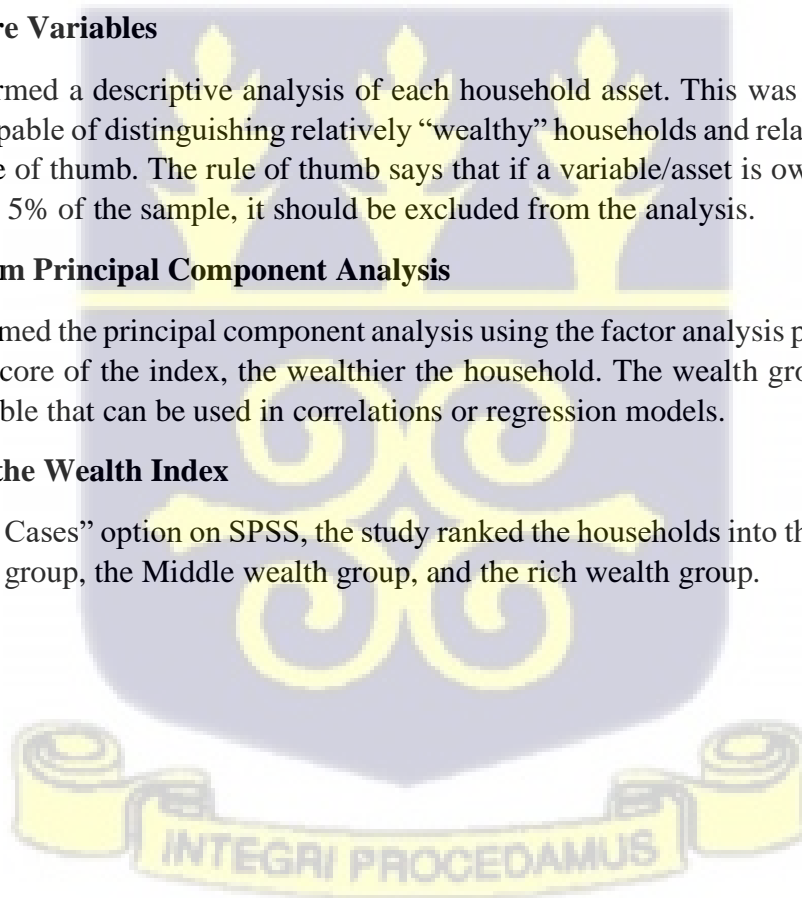 re Variables
rmed a descriptive analysis of each household asset. This was
pable of distinguishing relatively “wealthy” households and rela
e of thumb. The rule of thumb says that if a variable/asset is ow
5% of the sample, it should be excluded from the analysis.
m Principal Component Analysis
med the principal component analysis using the factor analysis p
core of the index, the wealthier the household. The wealth gro
ble that can be used in correlations or regression models.
the Wealth Index
Cases” option on SPSS, the study ranked the households into th
group, the Middle wealth group, and the rich wealth group.
INTEGRI PROCEDAMUS